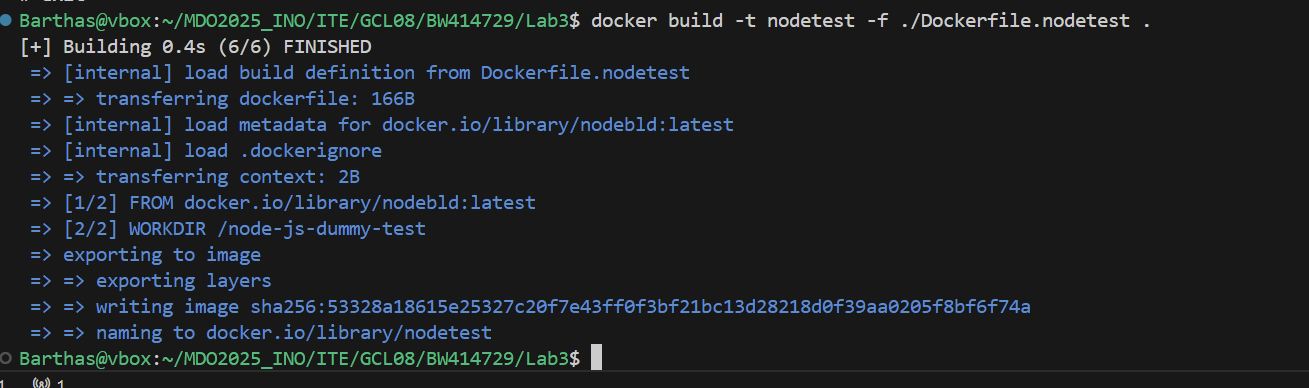 Barthas@vbox:~/MDO2025_INO/ITE/GCL08/BW414729/Lab3$ docker build -t nodetest -f ./Dockerfile.nodetest .
[+] Building 0.4s (6/6) FINISHED
=> [internal] load build definition from Dockerfile.nodetest
=> => transferring dockerfile: 166B
=> [internal] load metadata for docker.io/library/nodebld:latest
=> [internal] load .dockerignore
=> => transferring context: 2B
=> [1/2] FROM docker.io/library/nodebld:latest
=> [2/2] WORKDIR /node-js-dummy-test
=> exporting to image
=> => exporting layers
=> => writing image sha256:53328a18615e25327c20f7e43ff0f3bf21bc13d28218d0f39aa0205f8bf6f74a
=> => naming to docker.io/library/nodetest
Barthas@vbox:~/MDO2025_INO/ITE/GCL08/BW414729/Lab3$
1